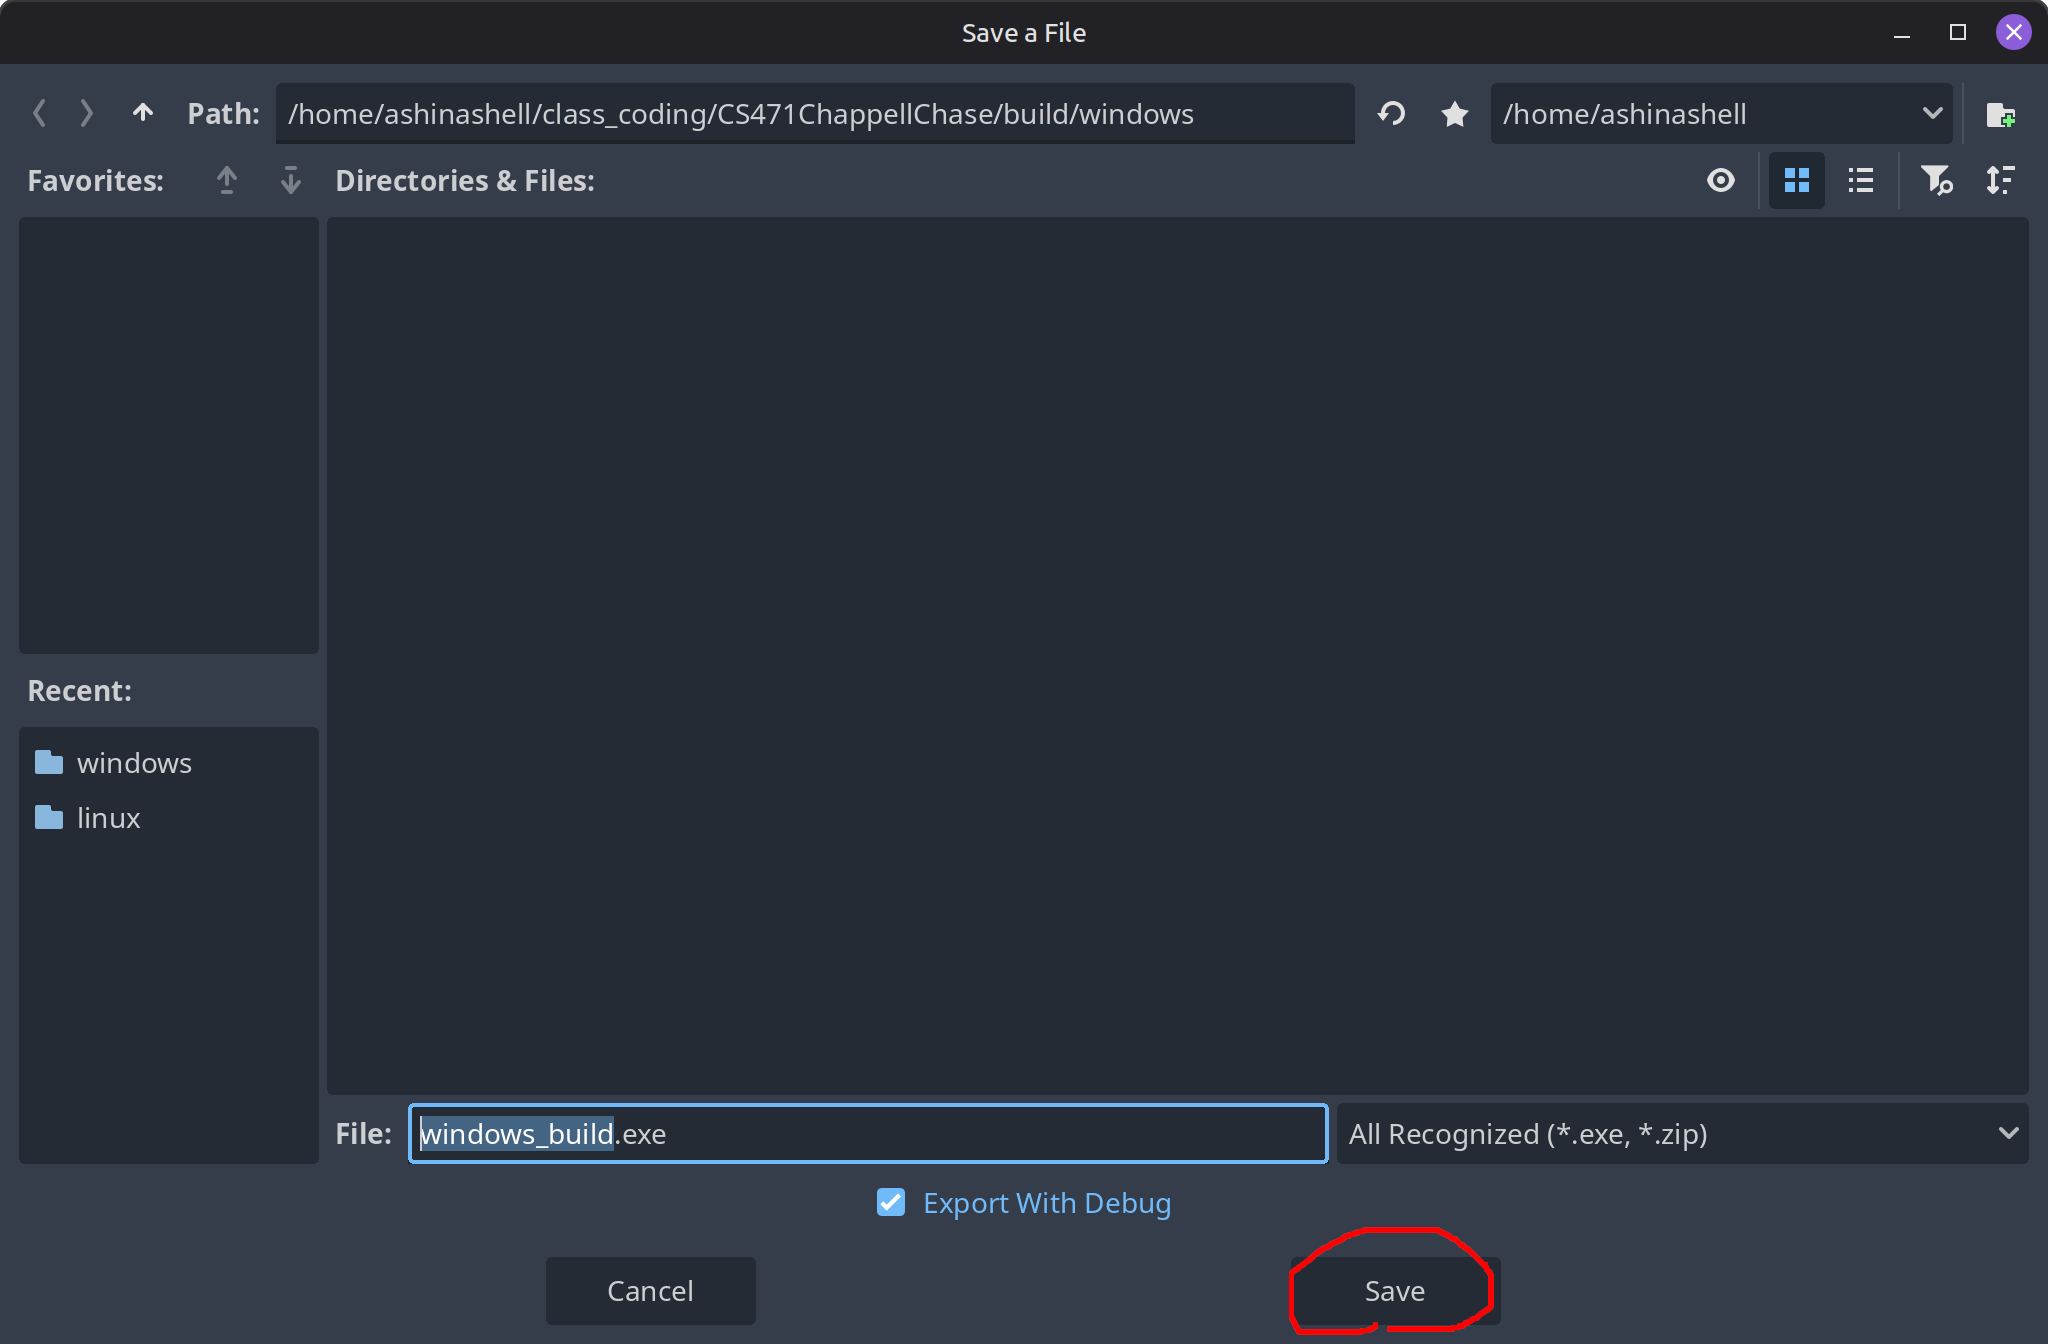 Save a File
Path: /home/ashinashell/class_coding/CS471ChappellChase/build/windows /home/ashinashell
Favorites: Directories & Files:
Recent:
windows
linux
File: windows_build.exe All Recognized (*.exe, *.zip)
Export With Debug
Cancel Save